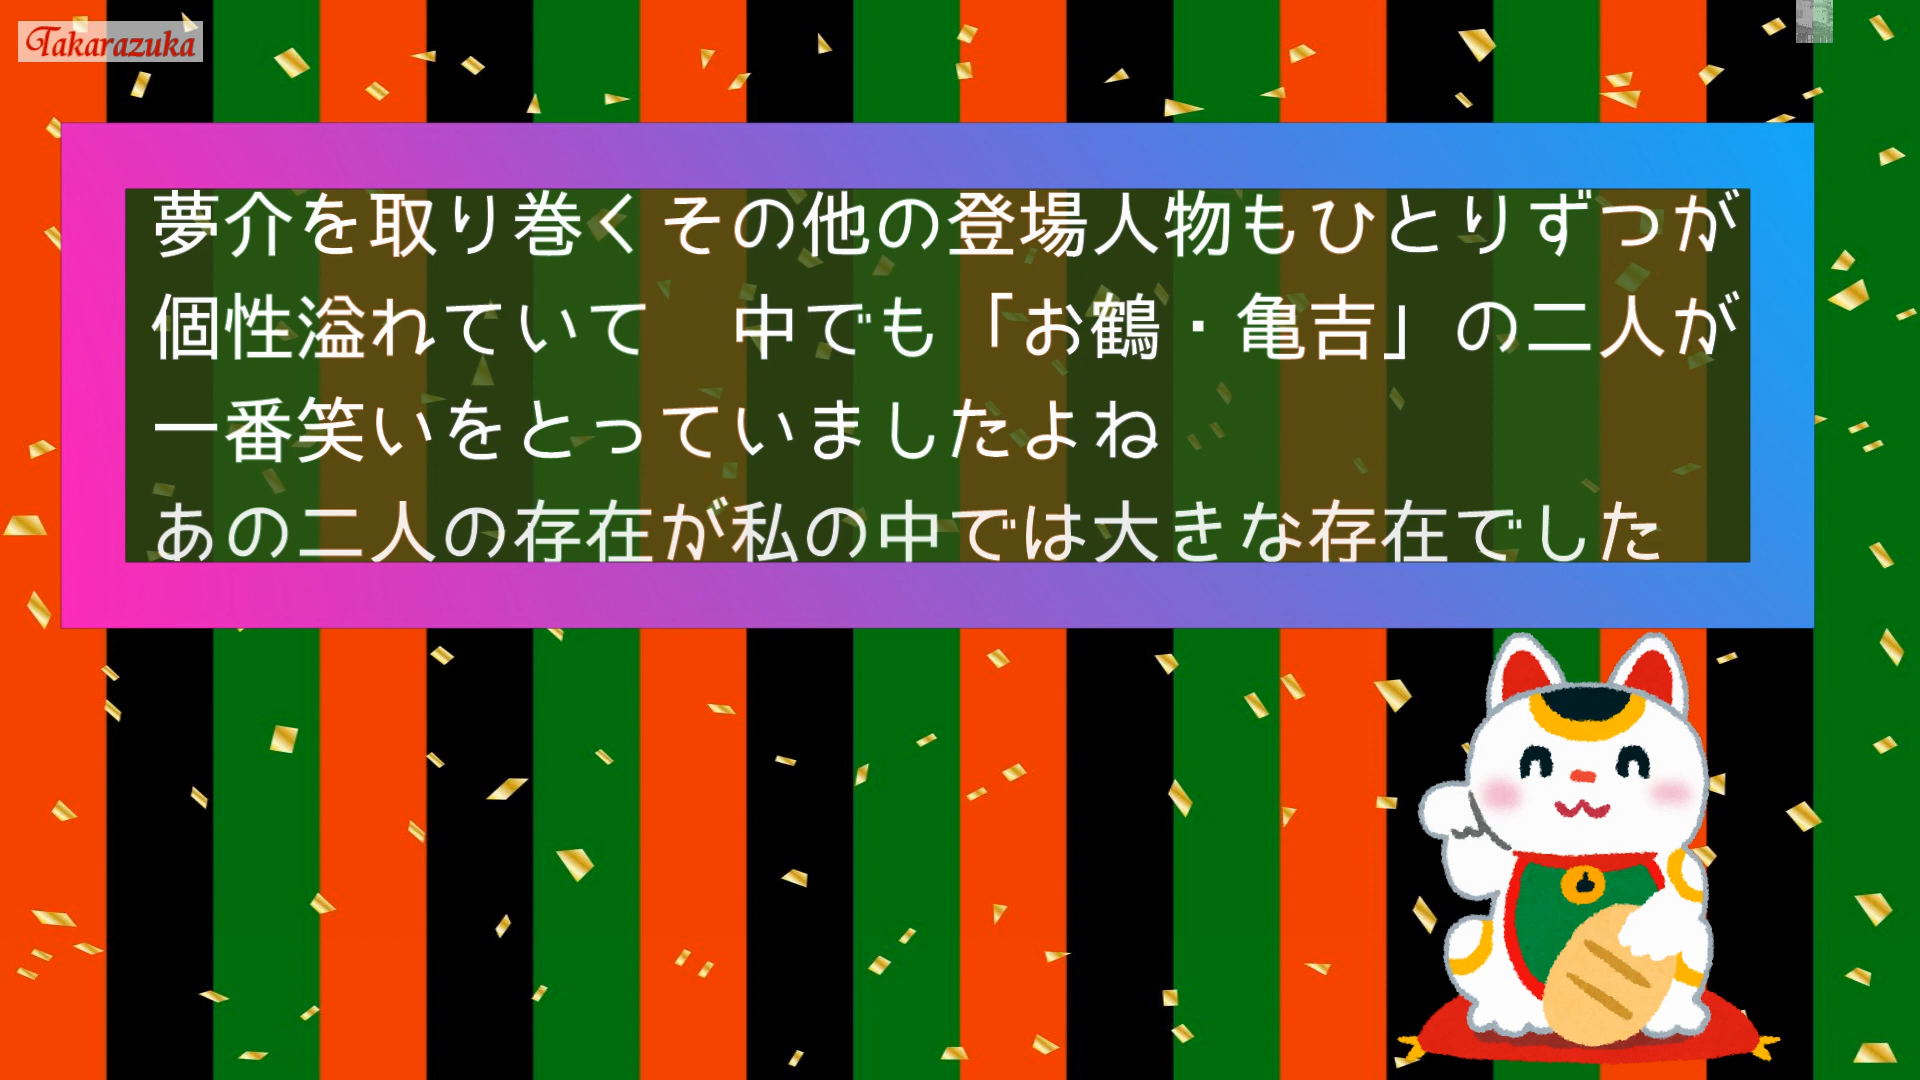 Takarazuka
夢介を取り巻くその他の登場人物もひとりずつが
個性溢れていて　中でも「お鶴・亀吉」の二人が
一番笑いをとっていましたよね
あの二人の存在が私の中では大きな存在でした